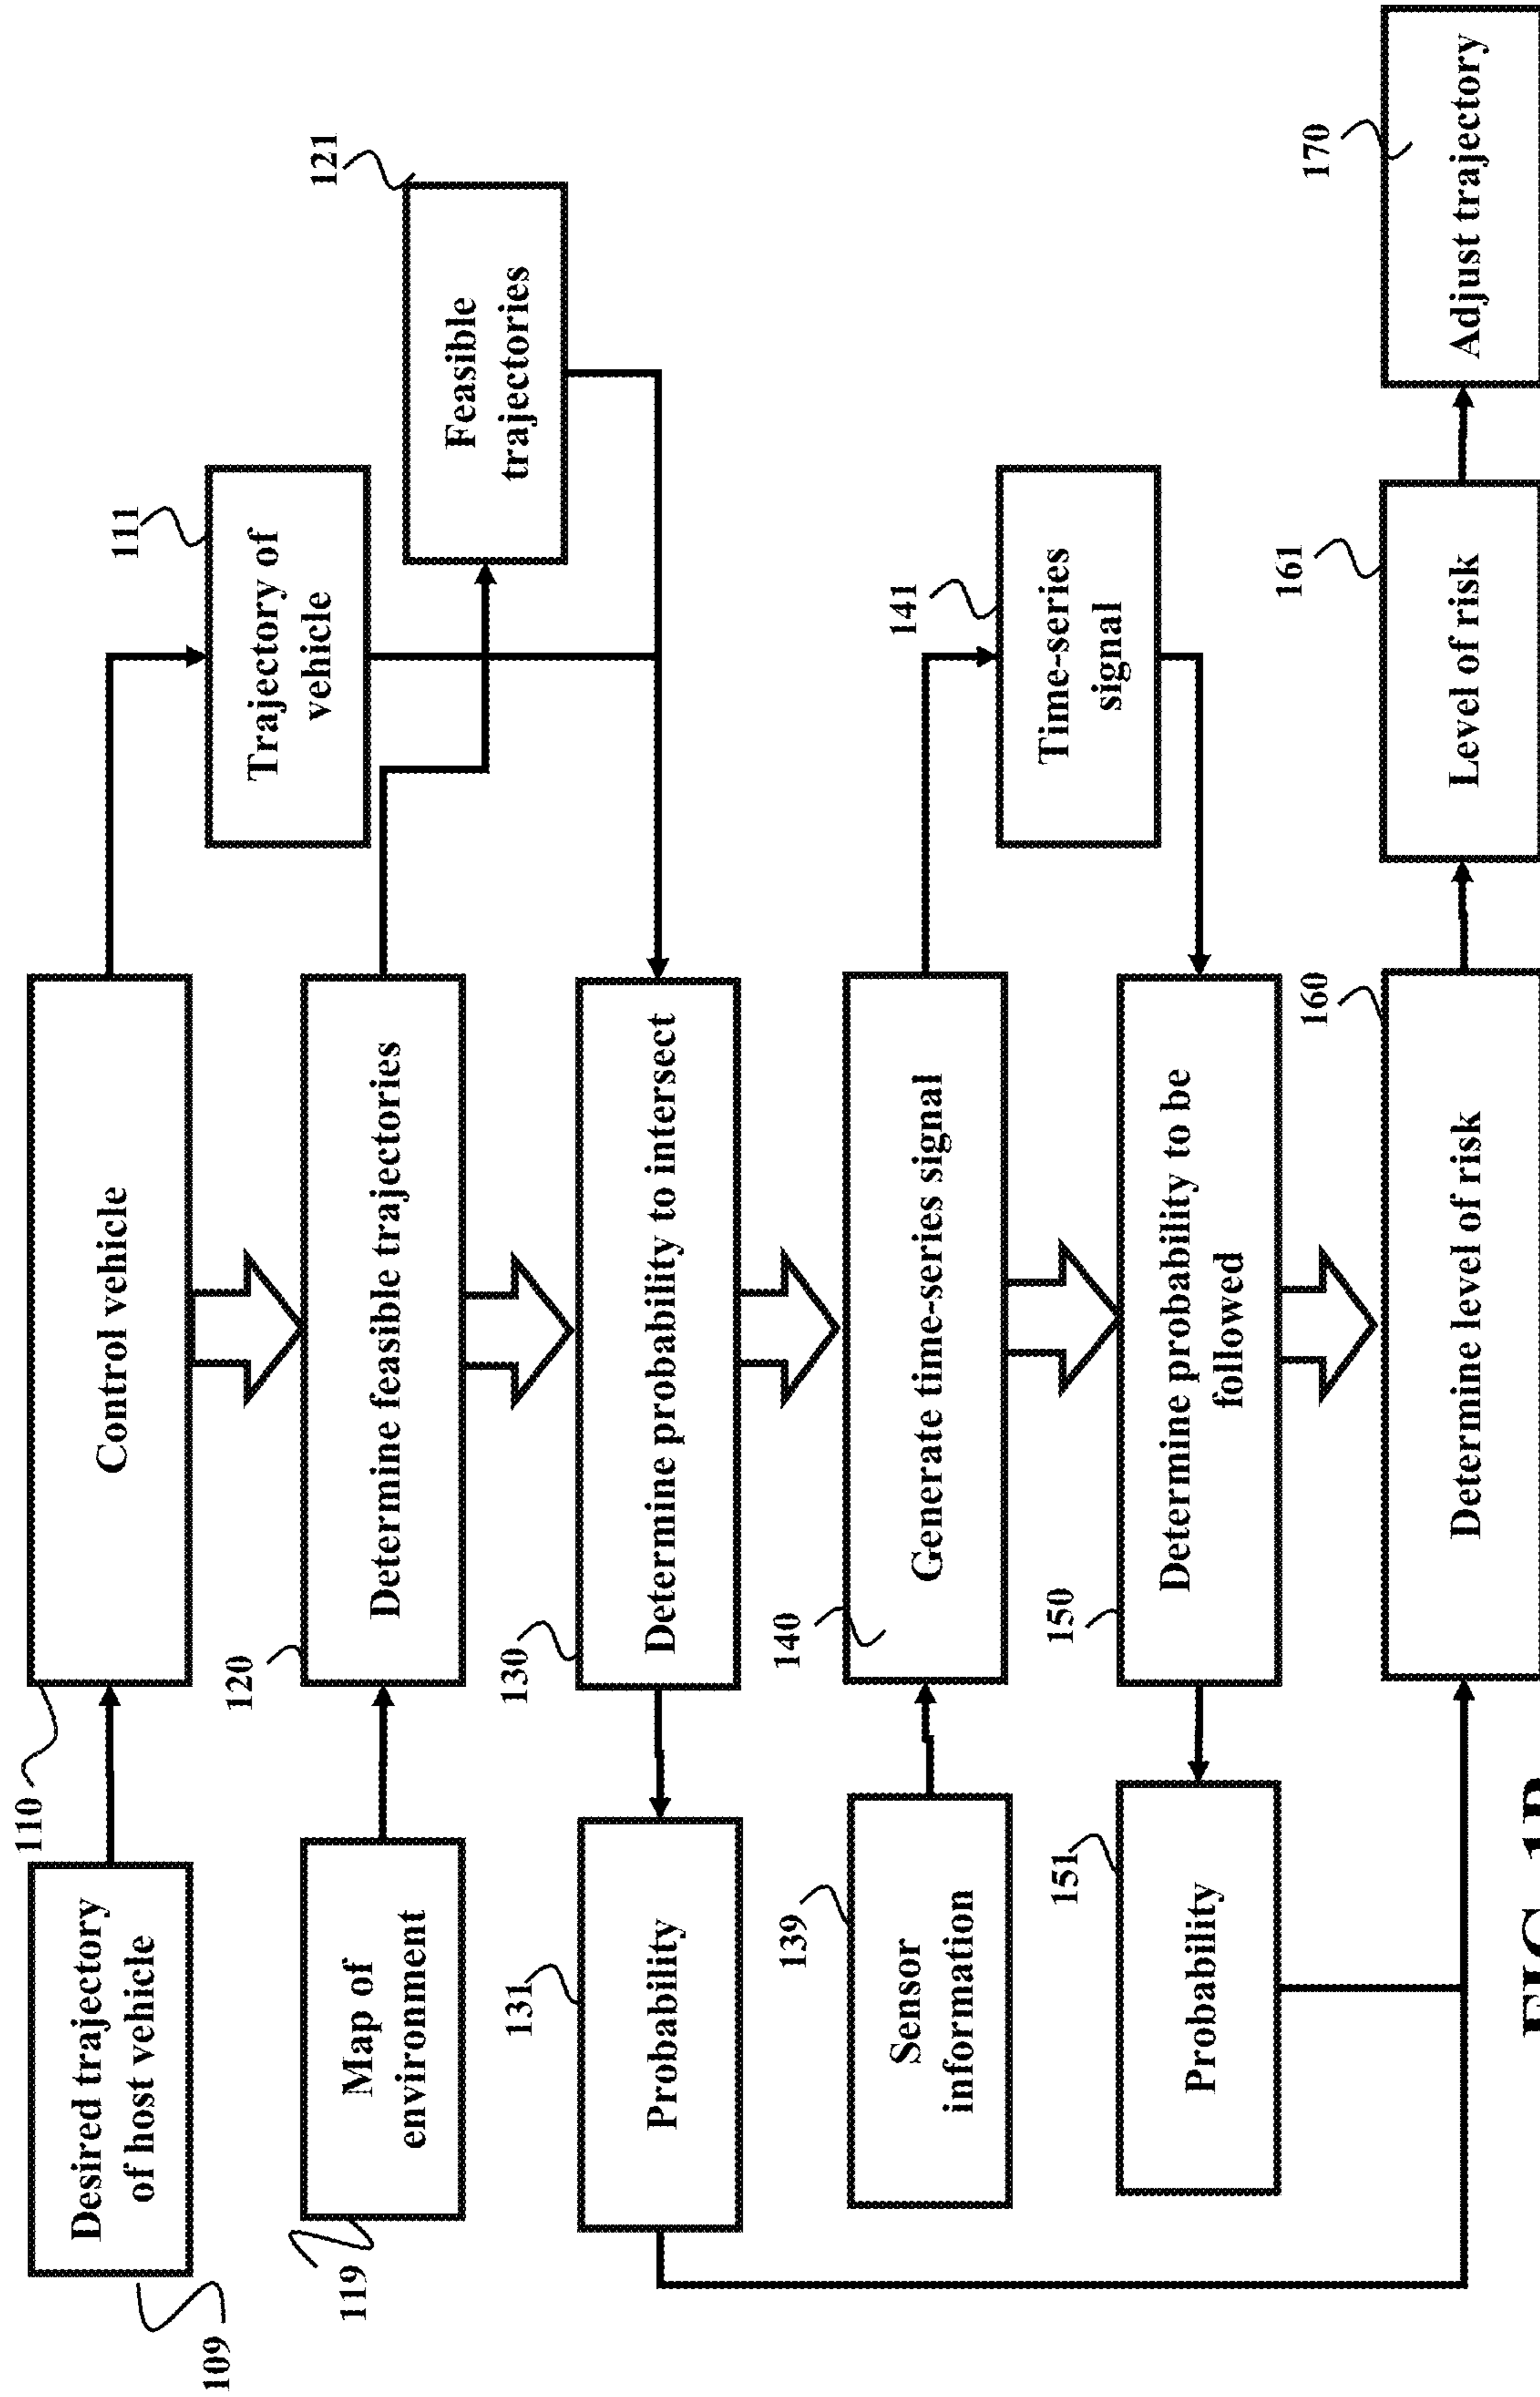 109
Desired trajectory
of host vehicle
110
Control vehicle
111
Trajectory of
vehicle
119
Map of
environment
120
Determine feasible trajectories
121
Feasible
trajectories
131
Probability
130
Determine probability to intersect
139
Sensor
information
140
Generate time-series signal
141
Time-series
signal
151
Probability
150
Determine probability to be
followed
160
Determine level of risk
161
Level of risk
170
Adjust trajectory
FIG